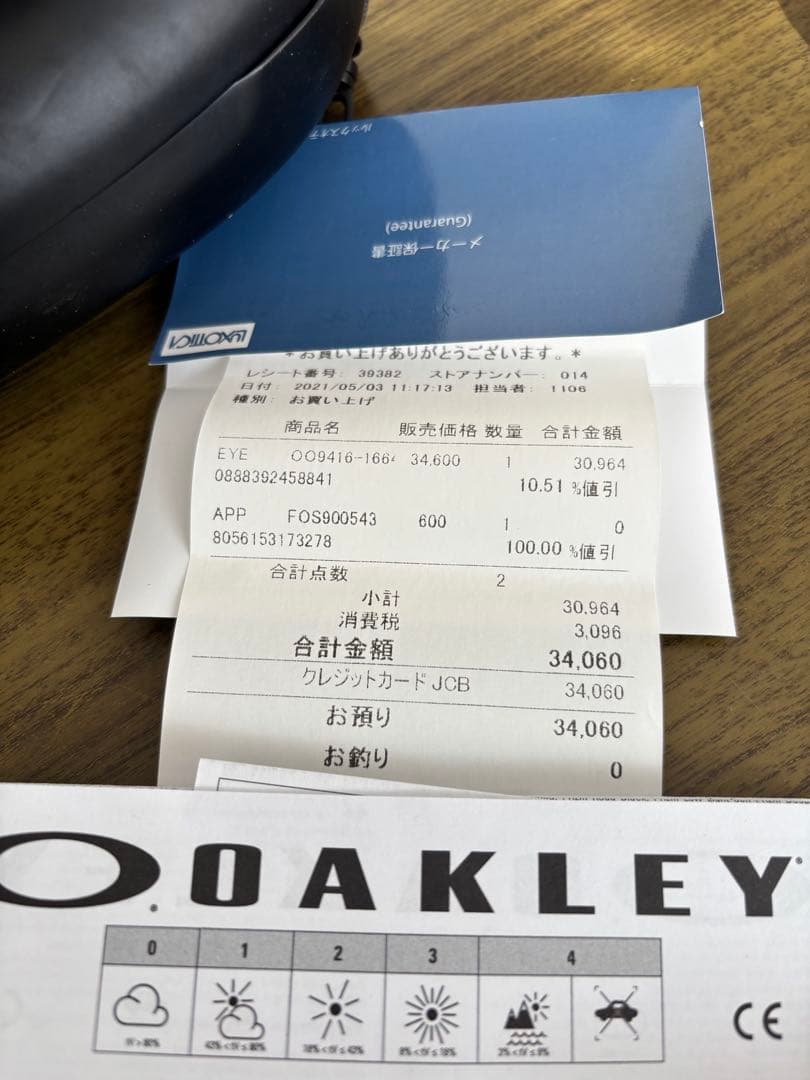 ルックスオテ
(Guarantee)
メーカー保証書
LUXOTTICA
*お買い上げありがとうございます。*
レシート番号: 39382 ストアナンバー: 014
日付: 2021/05/03 11:17:13 担当者: 1106
種別: お買い上げ
商品名 販売価格 数量 合計金額
EYE OO9416-1664 34,600 1 30,964
0888392458841 10.51 %値引
APP FOS900543 600 1 0
8056153173278 100.00 %値引
合計点数 2
小計 30,964
消費税 3,096
合計金額 34,060
クレジットカード JCB 34,060
お預り 34,060
お釣り 0
OAKLEY
0 1 2 3 4
CE